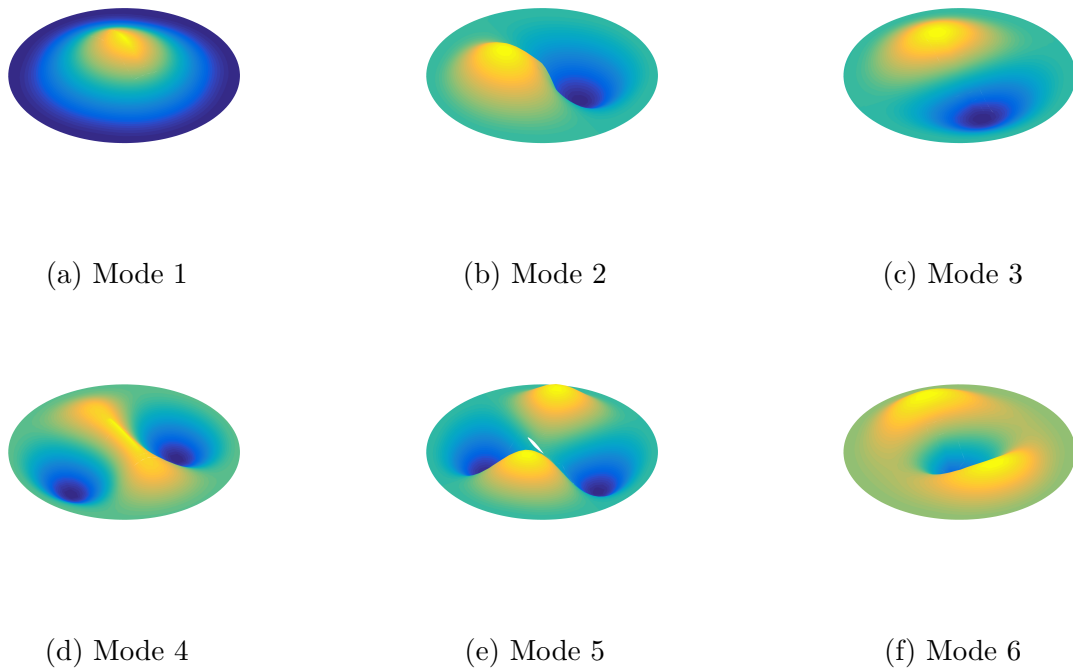 (a) Mode 1
(b) Mode 2
(c) Mode 3
(d) Mode 4
(e) Mode 5
(f) Mode 6